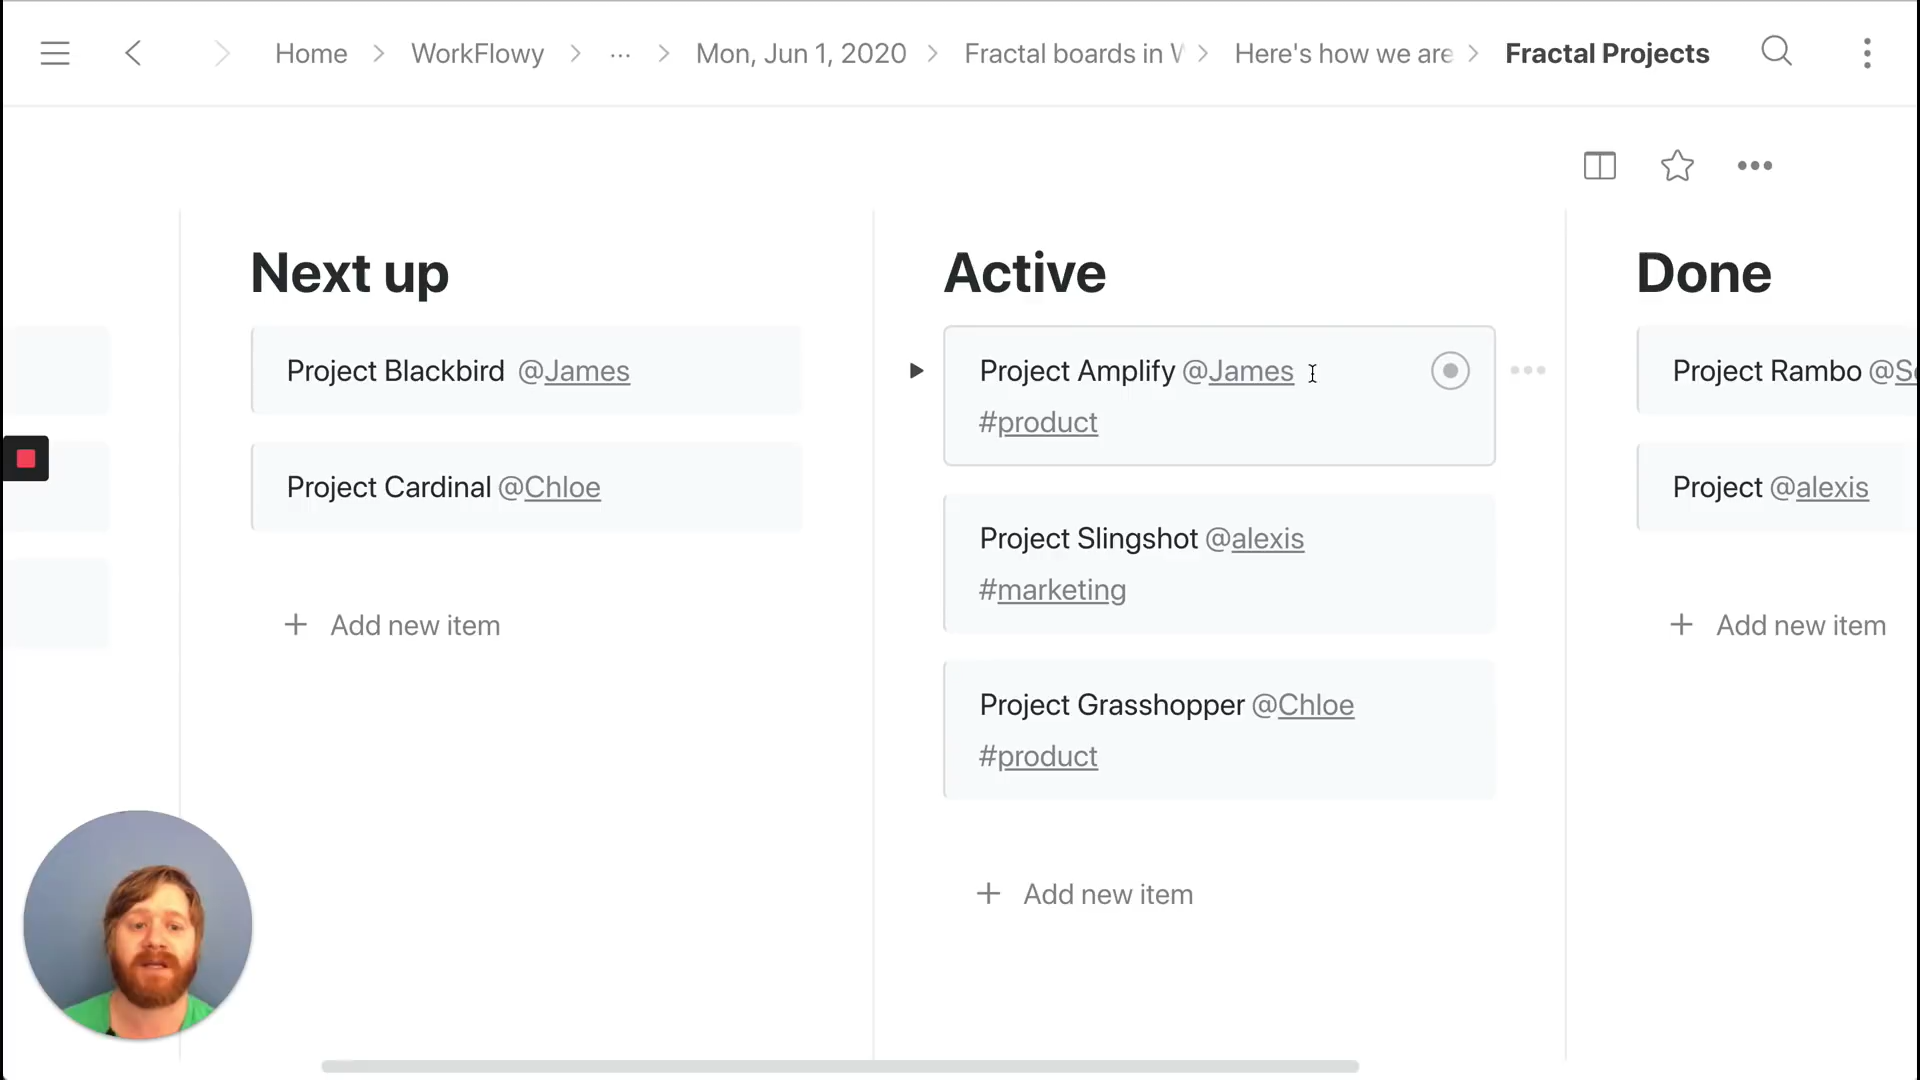 Home > WorkFlowy > ... > Mon, Jun 1, 2020 > Fractal boards in > Here's how we are > Fractal Projects
Next up
Project Blackbird @James
Project Cardinal @Chloe
+ Add new item
Active
Project Amplify @James
#product
Project Slingshot @alexis
#marketing
Project Grasshopper @Chloe
#product
+ Add new item
Done
Project Rambo
Project @alexis
+ Add new item